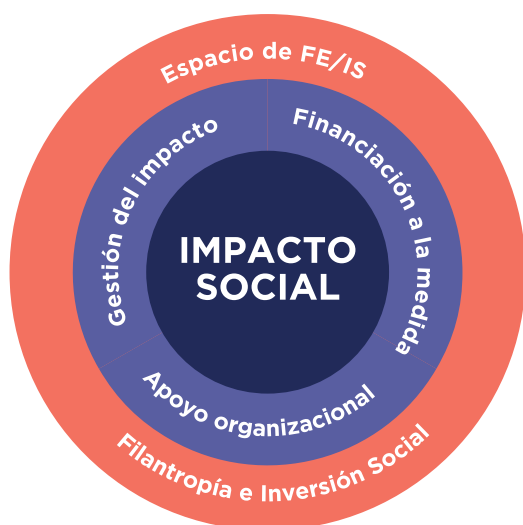 Espacio de FE/IS
Gestión del impacto
Financiación a la medida
IMPACTO
SOCIAL
Apoyo organizacional
Filantropía e Inversión Social